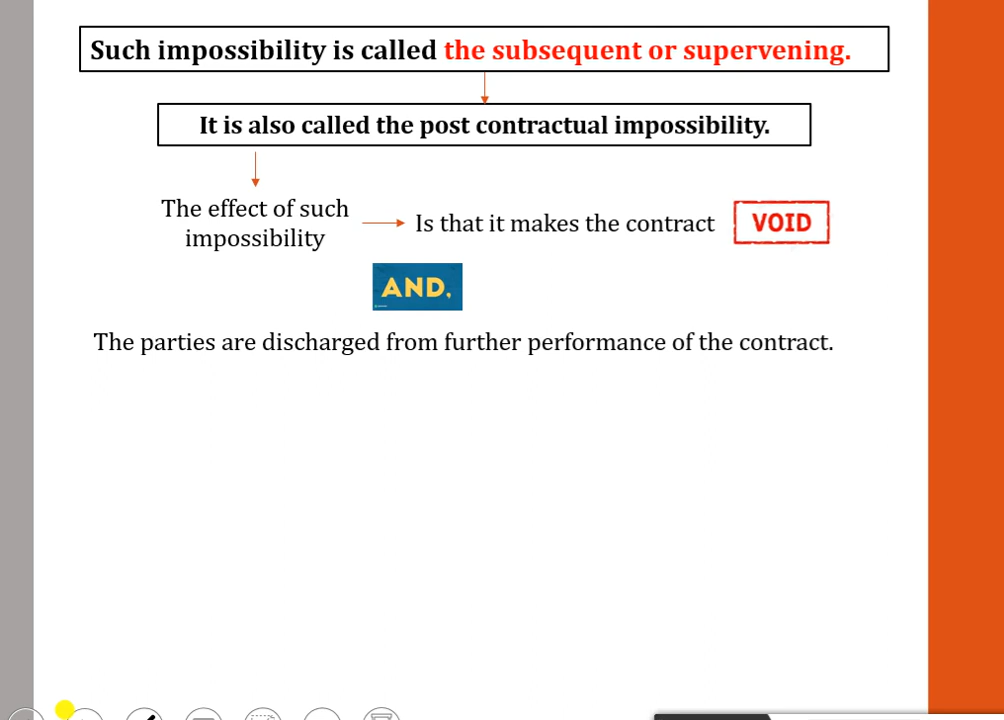 Such impossibility is called the subsequent or supervening.
It is also called the post contractual impossibility.
The effect of such
impossibility
Is that it makes the contract
VOID
AND,
The parties are discharged from further performance of the contract.